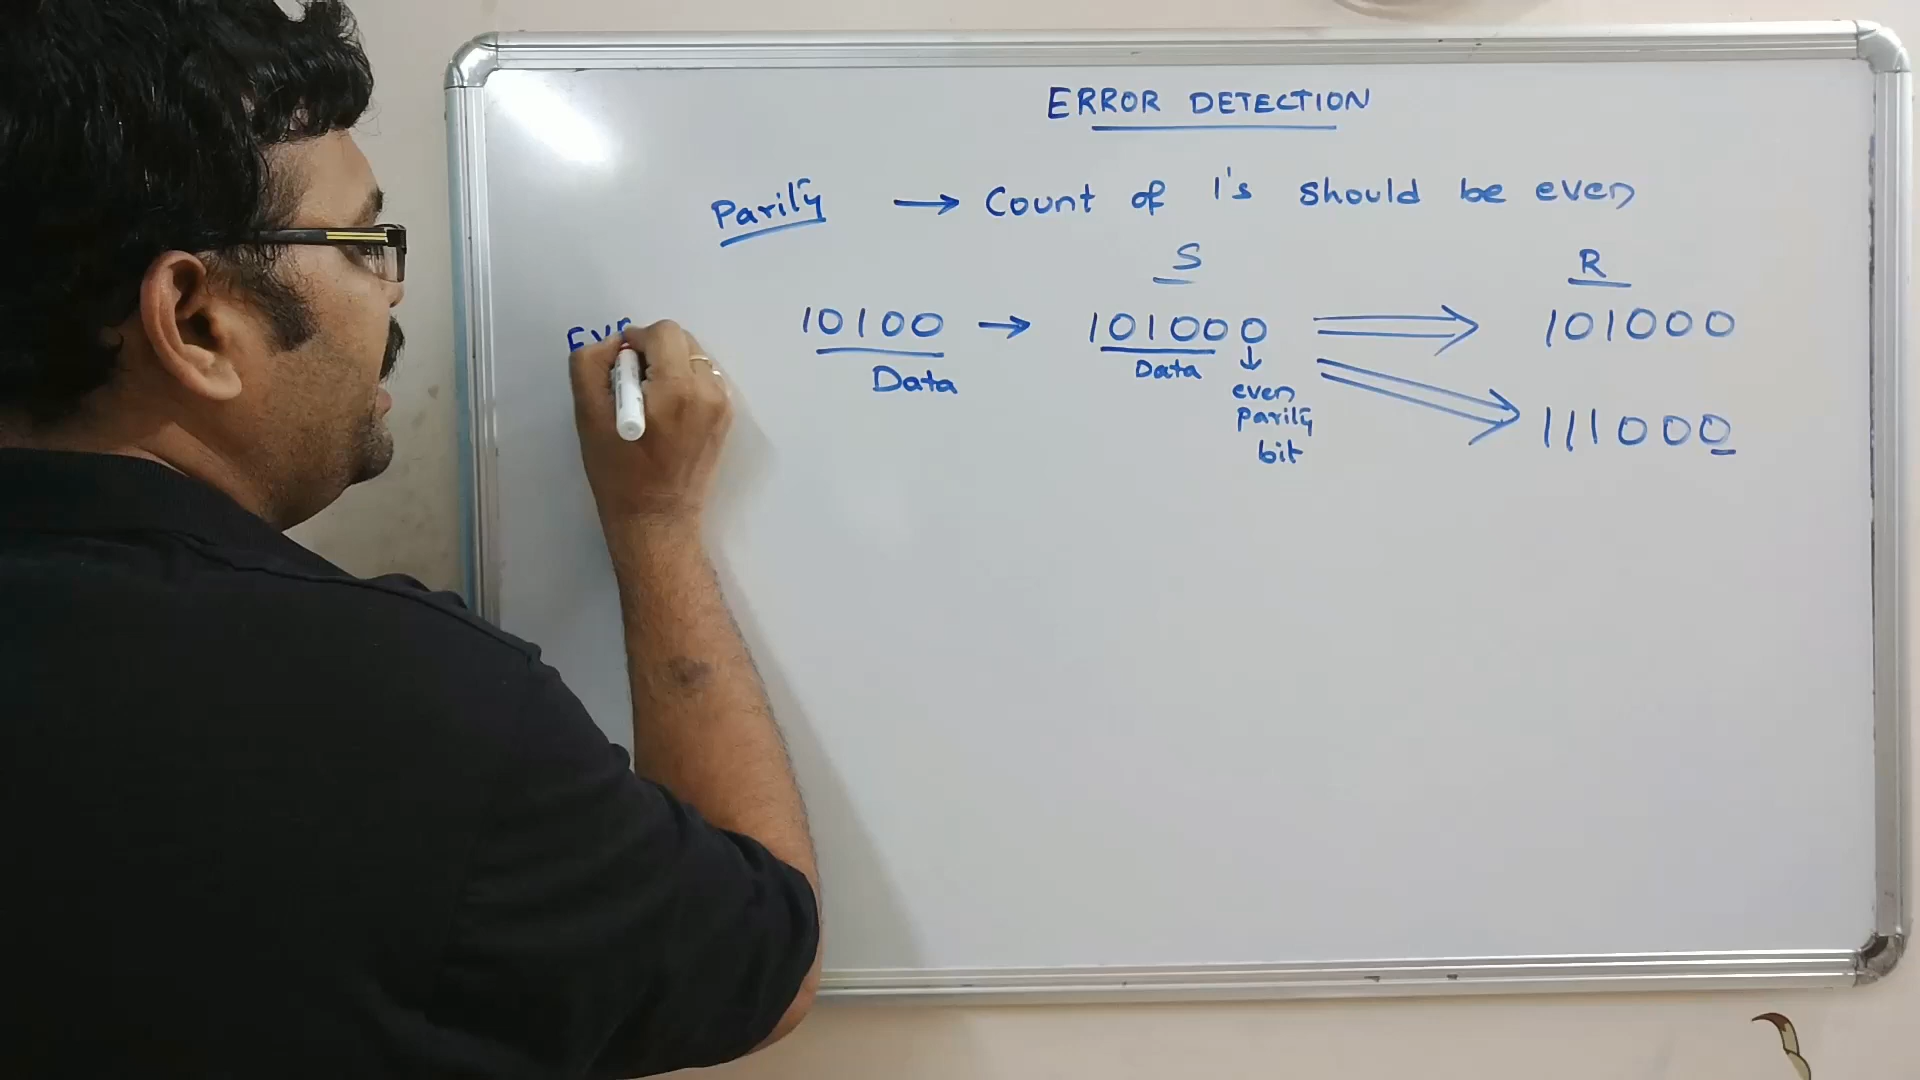 ERROR DETECTION
Parity → Count of 1's should be even
S R
10100 → 101000 ⇒ 101000
Data Data ↓
even
parity
bit
111000